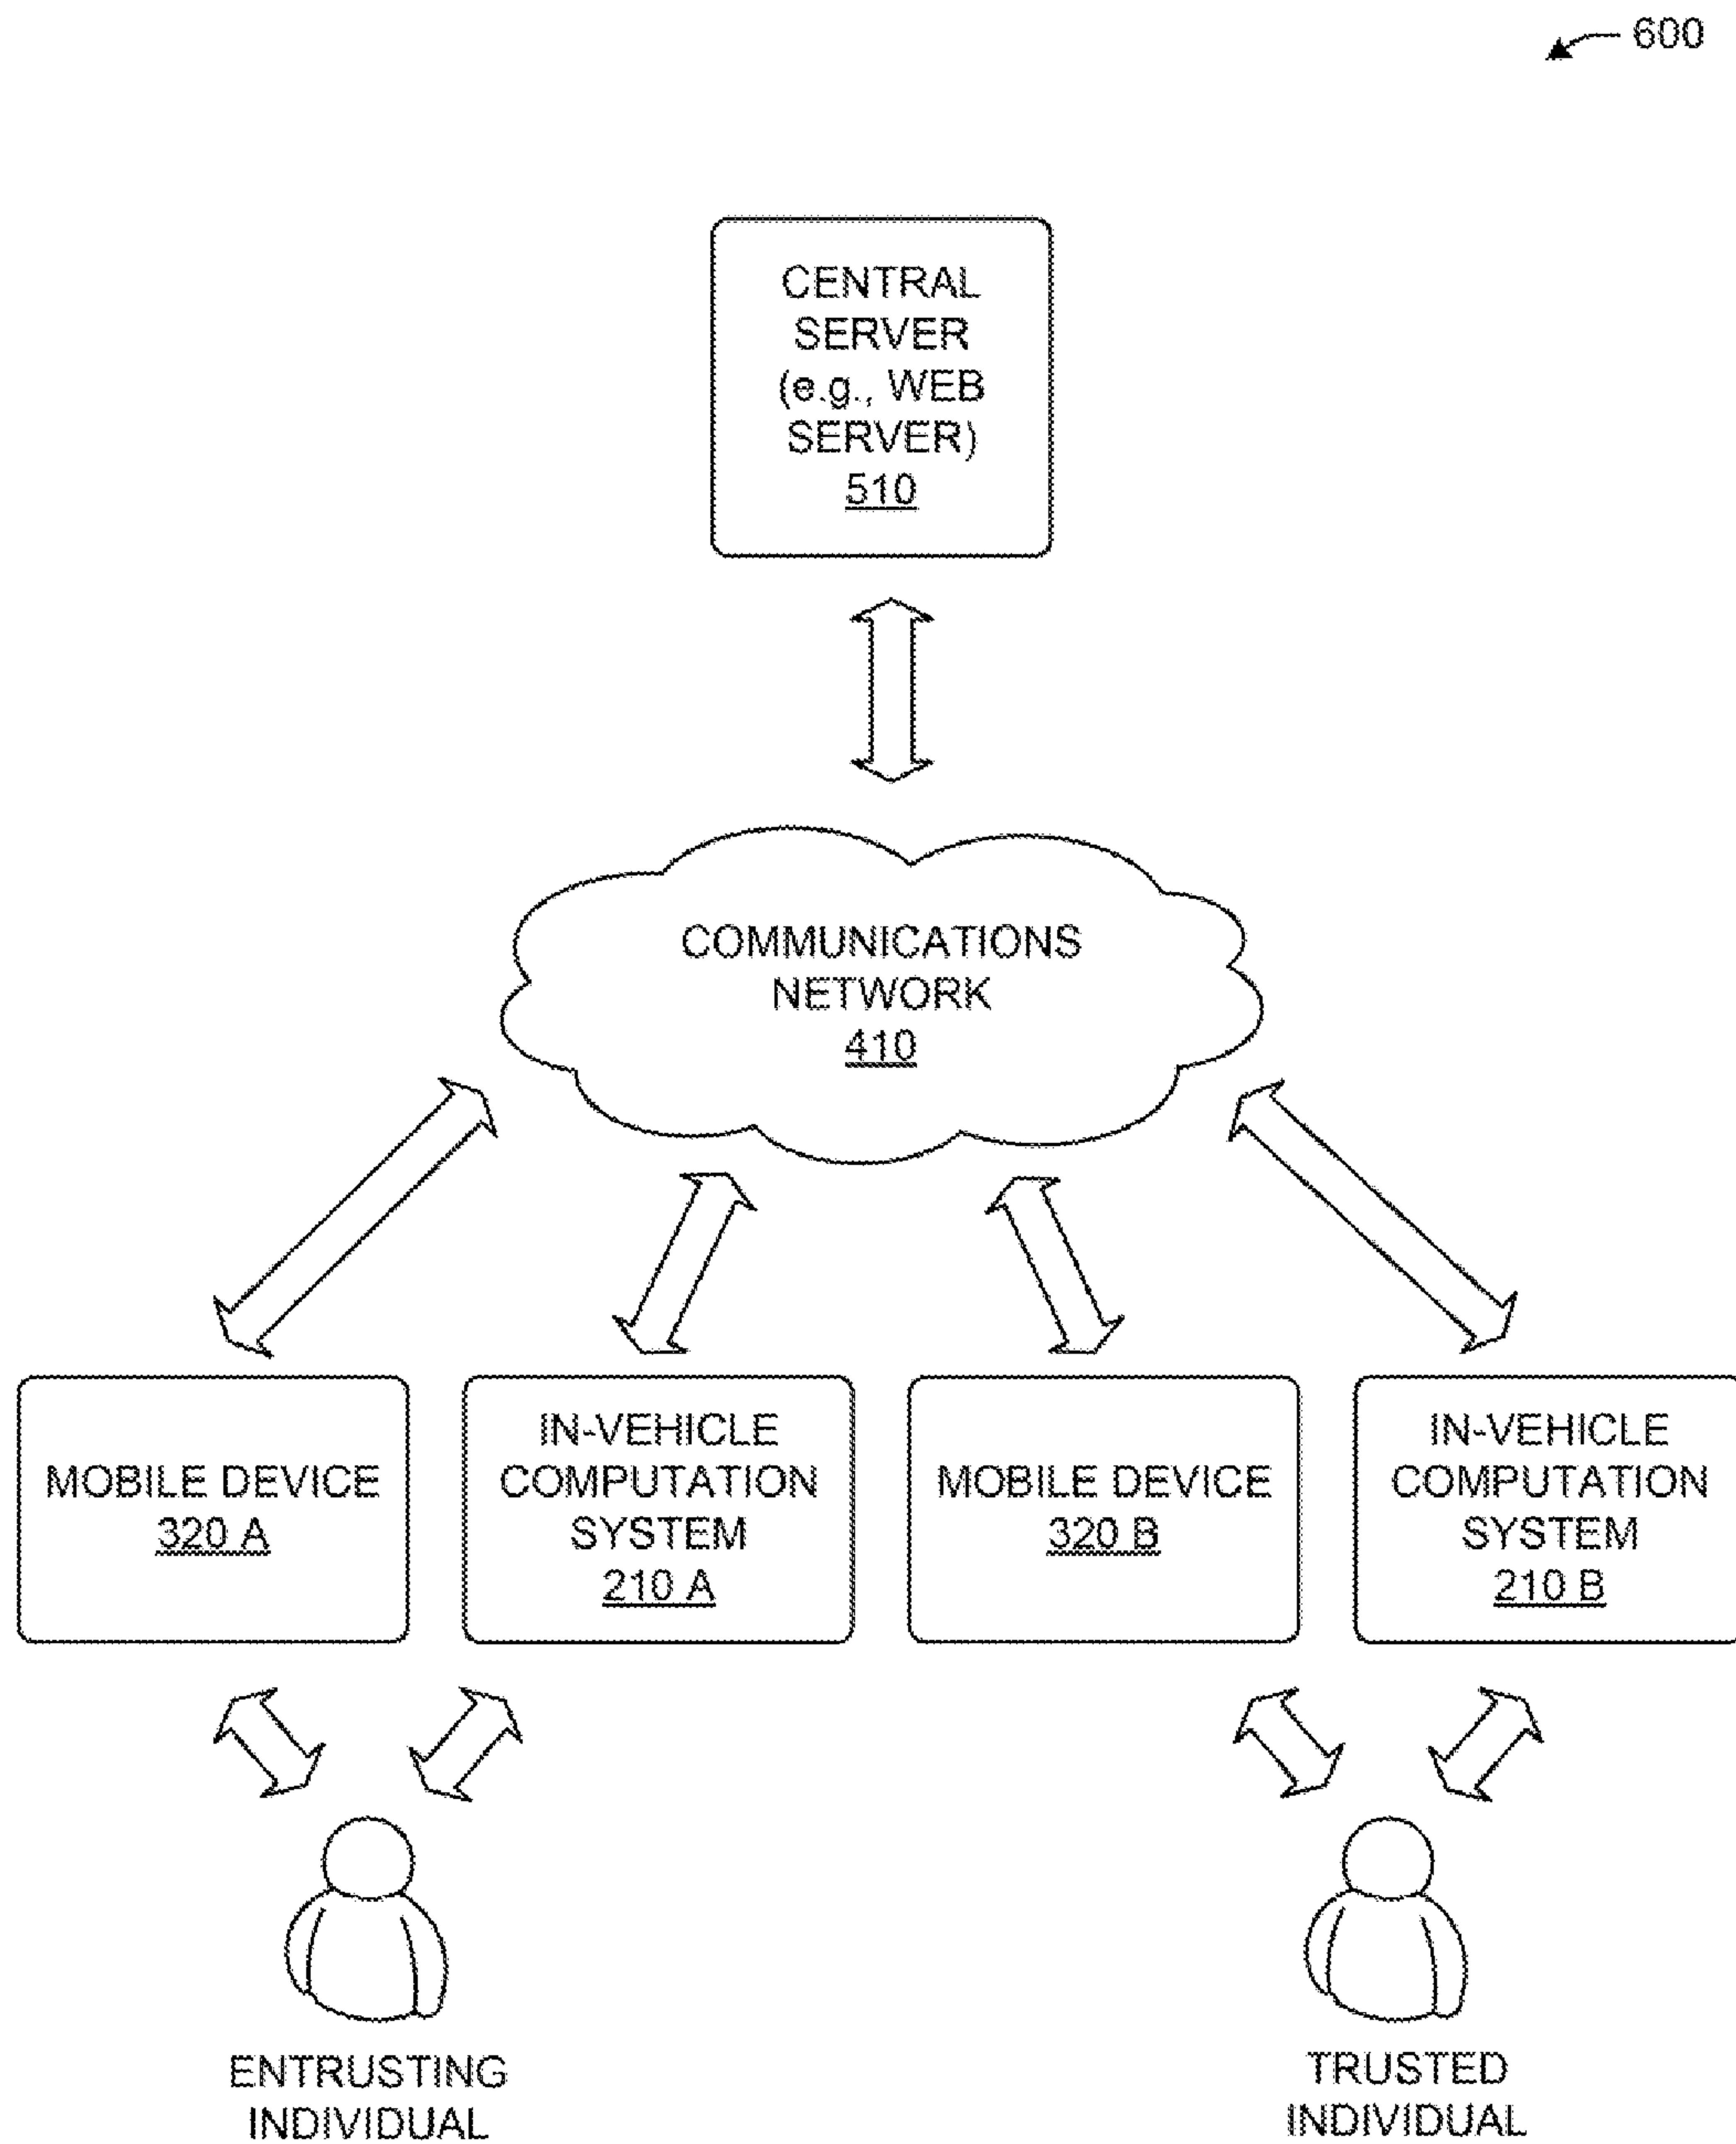 600
CENTRAL
SERVER
(e.g., WEB
SERVER)
510
COMMUNICATIONS
NETWORK
410
MOBILE DEVICE
320 A
IN-VEHICLE
COMPUTATION
SYSTEM
210 A
MOBILE DEVICE
320 B
IN-VEHICLE
COMPUTATION
SYSTEM
210 B
ENTRUSTING
INDIVIDUAL
TRUSTED
INDIVIDUAL